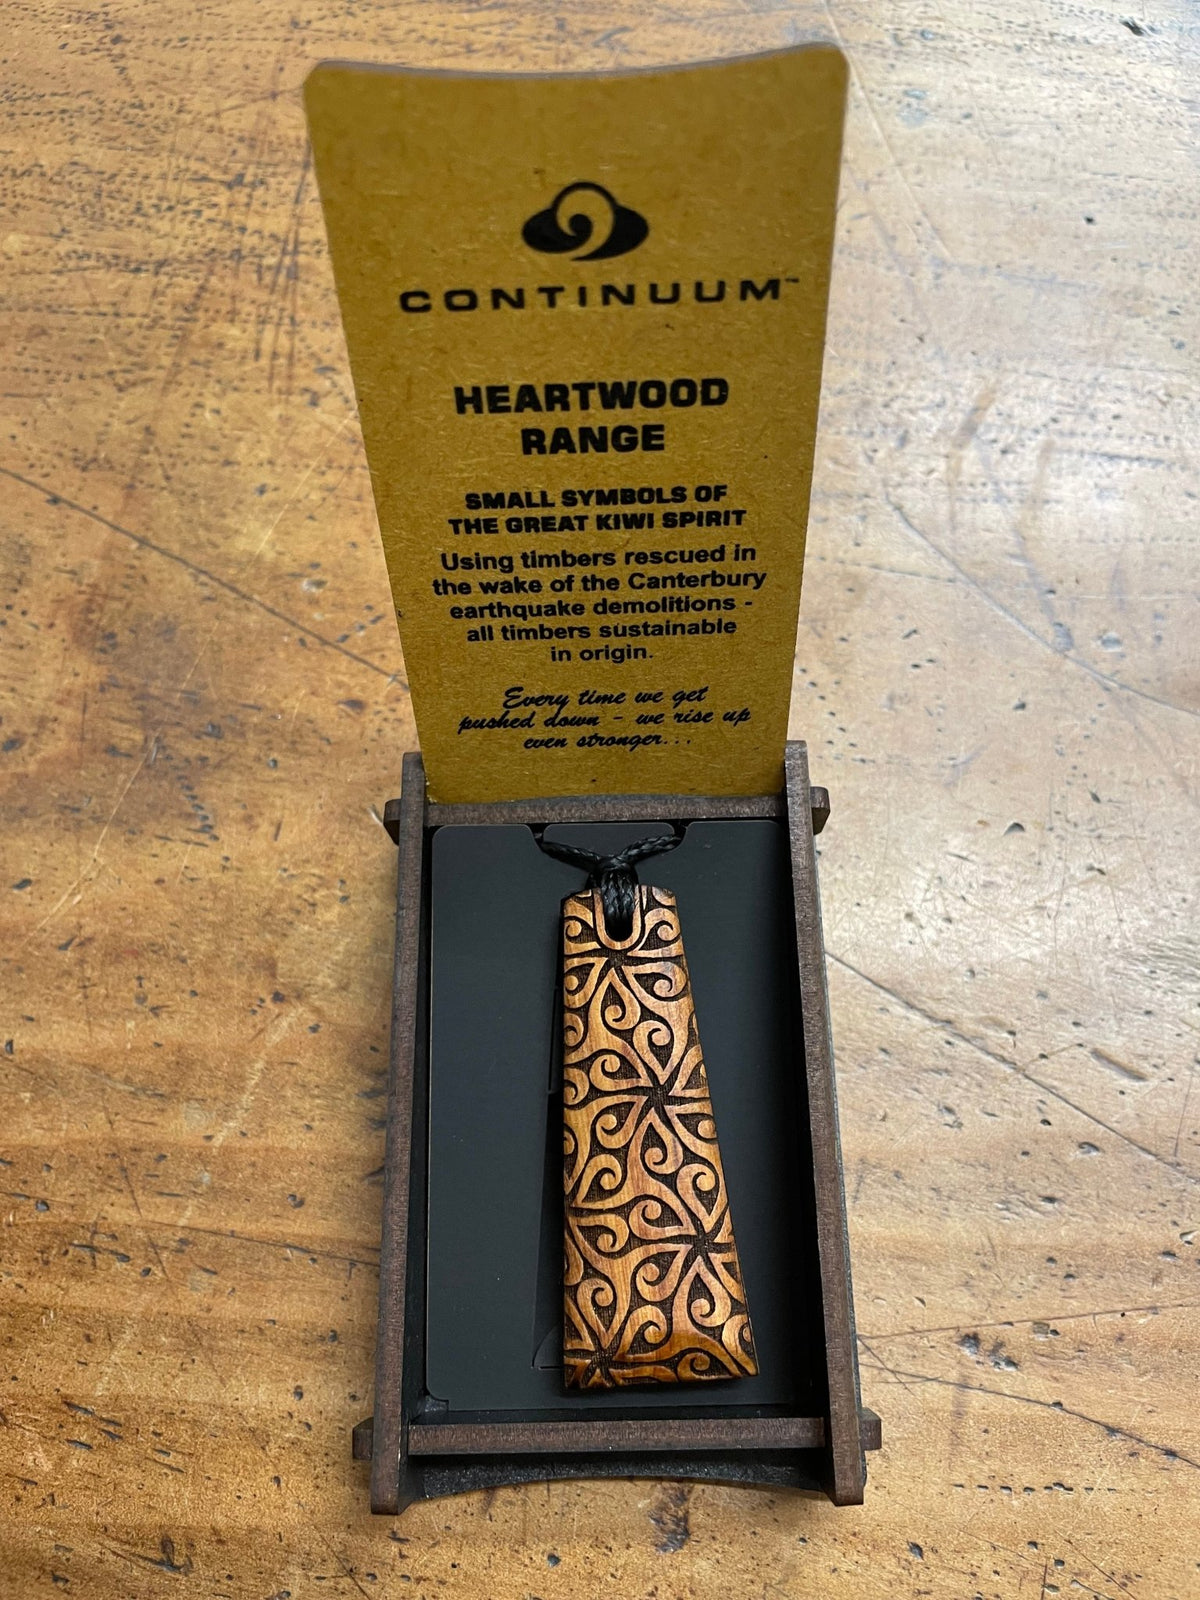 CONTINUUM™
HEARTWOOD
RANGE
SMALL SYMBOLS OF
THE GREAT KIWI SPIRIT
Using timbers rescued in
the wake of the Canterbury
earthquake demolitions -
all timbers sustainable
in origin.
Every time we get
pushed down - we rise up
even stronger...